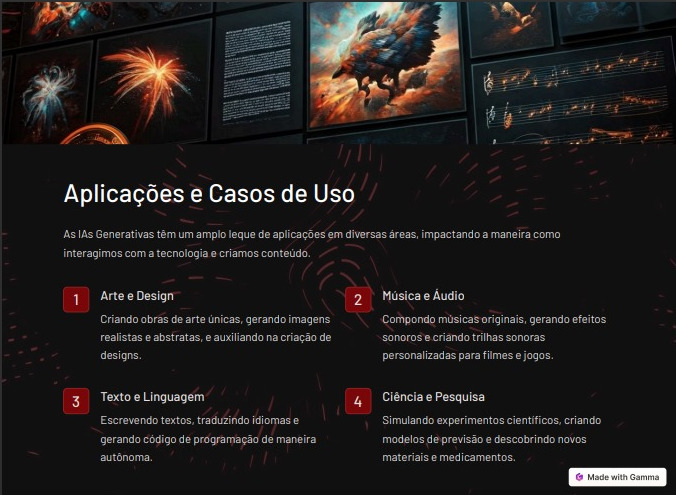 Aplicações e Casos de Uso
As IAs Generativas têm um amplo leque de aplicações em diversas áreas, impactando a maneira como
interagimos com a tecnologia e criamos conteúdo.
1
Arte e Design
Criando obras de arte únicas, gerando imagens
realistas e abstratas, e auxiliando na criação de
designs.
2
Música e Áudio
Compondo músicas originais, gerando efeitos
sonoros e criando trilhas sonoras
personalizadas para filmes e jogos.
3
Texto e Linguagem
Escrevendo textos, traduzindo idiomas e
gerando código de programação de maneira
autônoma.
4
Ciência e Pesquisa
Simulando experimentos científicos, criando
modelos de previsão e descobrindo novos
materiais e medicamentos.
Made with Gamma